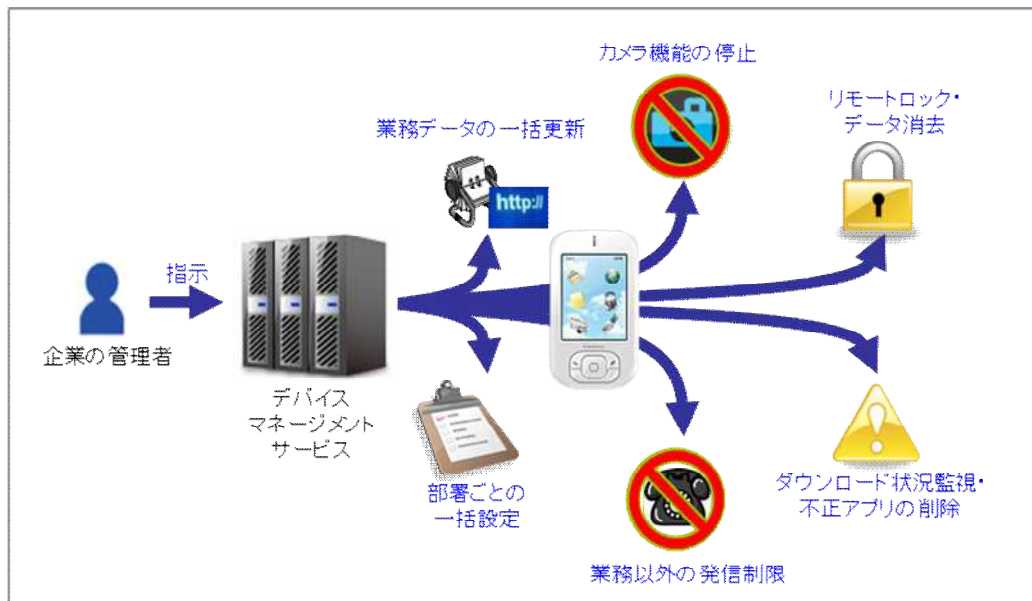 カメラ機能の停止
リモートロック・
データ消去
業務データの一括更新
http://
指示
企業の管理者
デバイス
マネージメント
サービス
部署ごとの
一括設定
ダウンロード状況監視・
不正アプリの削除
業務以外の発信制限